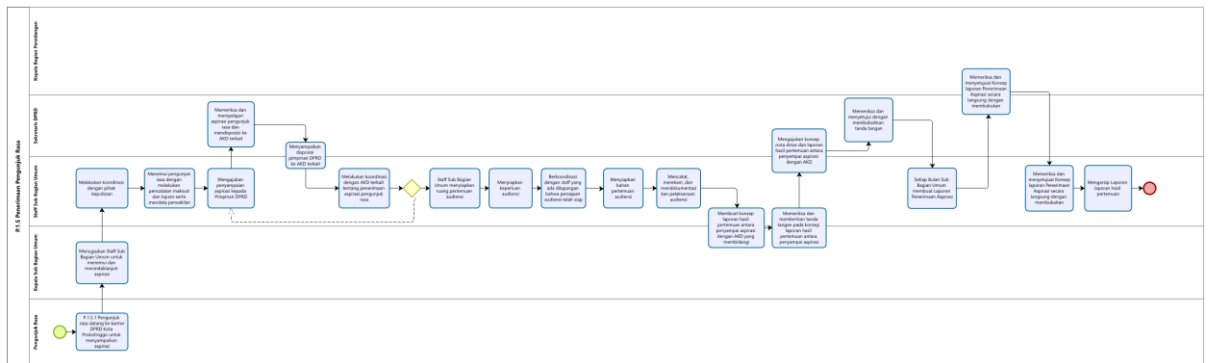 P.1.5 Penerimaan Pengunjuk Rasa
Kepala Bagian Persidangan
Sekretaris DPRD
Staff Sub Bagian Umum
Kepala Sub Bagian Umum
Pengunjuk Rasa
P.1.5.1 Pengunjuk
rasa datang ke kantor
DPRD Kota
Probolinggo untuk
menyampaikan
aspirasi
Menugaskan Staff Sub
Bagian Umum untuk
menemui dan
menindaklanjuti
aspirasi
Melakukan koordinasi
dengan pihak
kepolisian
Menemui pengunjuk
rasa dengan
melakukan
pencatatan maksud
dan tujuan serta
mendata perwakilan
Mengajukan
penyampaian
aspirasi kepada
Pimpinan DPRD
Memeriksa dan
mempelajari
aspirasi pengunjuk
rasa dan
mendisposisi ke
AKD terkait
Menyampaikan
disposisi
pimpinan DPRD
ke AKD terkait
Melakukan koordinasi
dengan AKD terkait
tentang penerimaan
aspirasi pengunjuk
rasa
Staff Sub Bagian
Umum menyiapkan
ruang pertemuan
audiensi
Menyiapkan
keperluan
audiensi
Berkoordinasi
dengan staff yang
ada dilapangan
bahwa persiapan
audiensi telah siap
Menyiapkan
bahan
pertemuan
audiensi
Mencatat,
merekam, dan
mendokumentasi
kan pelaksanaan
audiensi
Membuat konsep
laporan hasil
pertemuan antara
penyampai aspirasi
dengan AKD yang
membidangi
Memeriksa dan
memberikan tanda
tangan pada konsep
laporan hasil
pertemuan antara
penyampai aspirasi
Mengajukan konsep
nota dinas dan laporan
hasil pertemuan antara
penyampai aspirasi
dengan AKD
Memeriksa dan
menyetujui dengan
membubuhkan
tanda tangan
Setiap Bulan Sub
Bagian Umum
membuat Laporan
Penerimaan Aspirasi
Memeriksa dan
menyetujui Konsep
laporan Penerimaan
Aspirasi secara
langsung dengan
membubuhkan
Memeriksa dan
menyetujui Konsep
laporan Penerimaan
Aspirasi secara
langsung dengan
membubuhkan
Mengarsip Laporan
laporan hasil
pertemuan